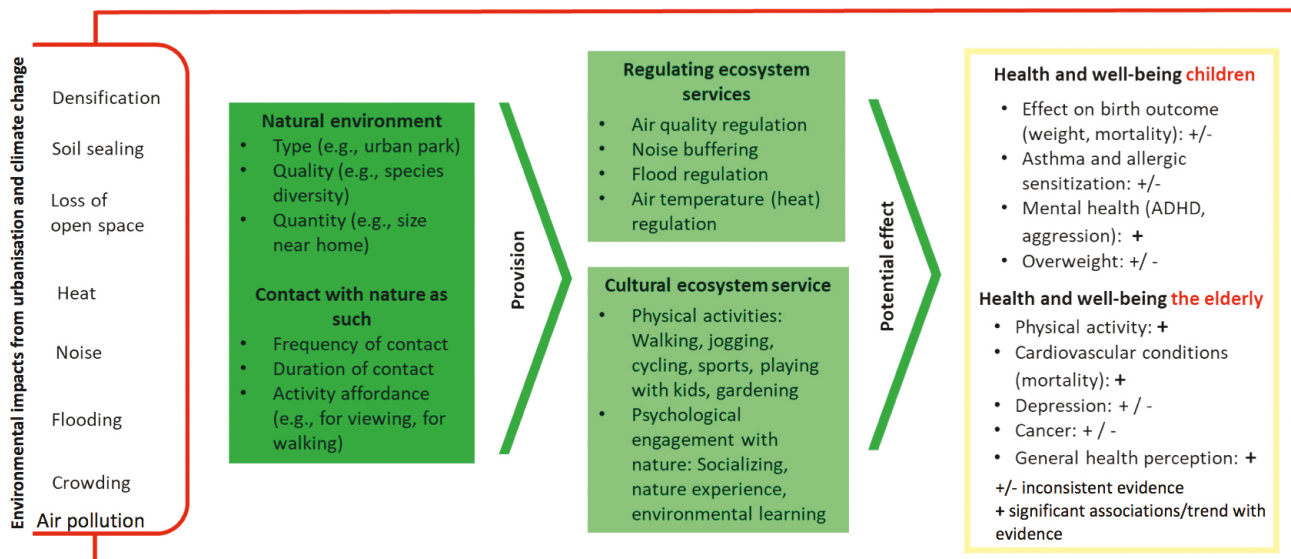 Environmental impacts from urbanisation and climate change
Densification
Soil sealing
Loss of
open space
Heat
Noise
Flooding
Crowding
Air pollution
Natural environment
• Type (e.g., urban park)
• Quality (e.g., species
diversity)
• Quantity (e.g., size
near home)
Contact with nature as
such
• Frequency of contact
• Duration of contact
• Activity affordance
(e.g., for viewing, for
walking)
Provision
Regulating ecosystem
services
• Air quality regulation
• Noise buffering
• Flood regulation
• Air temperature (heat)
regulation
Cultural ecosystem service
• Physical activities:
Walking, jogging,
cycling, sports, playing
with kids, gardening
• Psychological
engagement with
nature: Socializing,
nature experience,
environmental learning
Potential effect
Health and well-being children
• Effect on birth outcome
(weight, mortality): +/-
• Asthma and allergic
sensitization: +/-
• Mental health (ADHD,
aggression): +
• Overweight: +/ -
Health and well-being the elderly
• Physical activity: +
• Cardiovascular conditions
(mortality): +
• Depression: + / -
• Cancer: + / -
• General health perception: +
+/- inconsistent evidence
+ significant associations/trend with
evidence